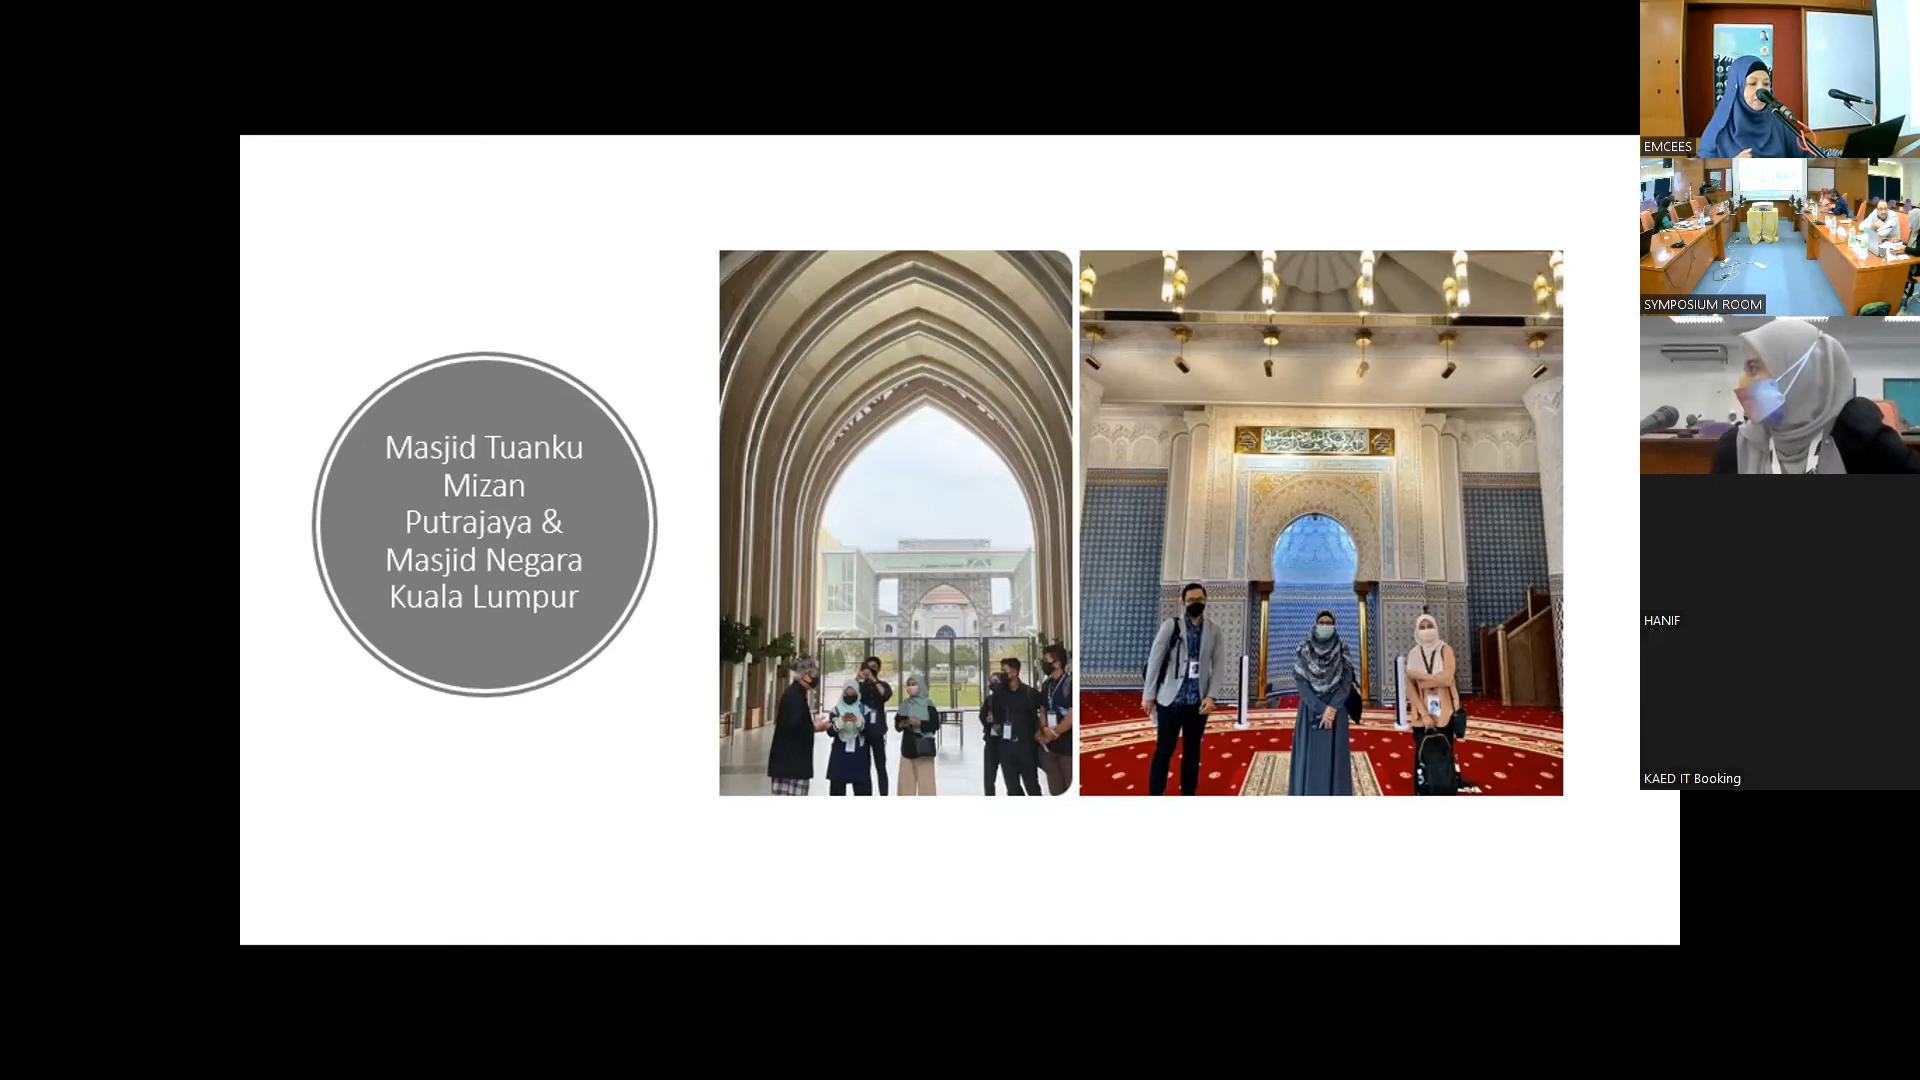 Masjid Tuanku
Mizan
Putrajaya &
Masjid Negara
Kuala Lumpur
EMCEES
SYMPOSIUM ROOM
HANIF
KAED IT Booking